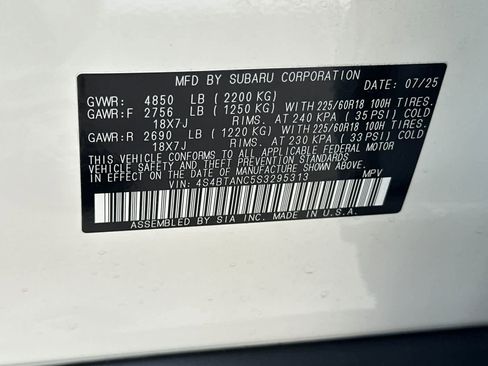 MFD BY SUBARU CORPORATION DATE: 07/25
GVWR: 4850 LB (2200 KG)
GAWR:F 2756 LB (1250 KG) WITH 225/60R18 100H TIRES.
18X7J RIMS. AT 240 KPA (35 PSI) COLD
GAWR:R 2690 LB (1220 KG) WITH 225/60R18 100H TIRES.
18X7J RIMS. AT 230 KPA (33 PSI) COLD
THIS VEHICLE CONFORMS TO ALL APPLICABLE FEDERAL MOTOR
VEHICLE SAFETY, BUMPER, AND THEFT PREVENTION STANDARDS
IN EFFECT ON THE DATE OF MANUFACTURE SHOWN ABOVE.
VIN: 4S4BTANC5S3295313 MPV
ASSEMBLED BY SIA INC. MADE IN U.S.A.